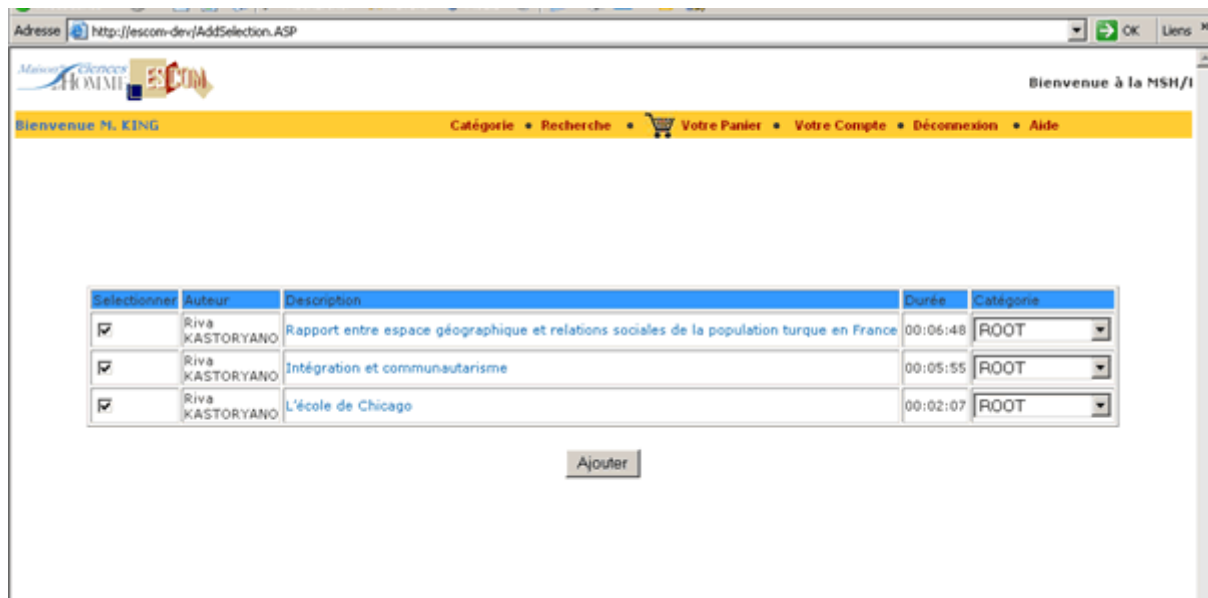 Adresse http://escom-dev/AddSelection.ASP OK Liens
Maison Sciences HOMME ESCOM
Bienvenue à la MSH/I
Bienvenue M. KING Catégorie • Recherche • Votre Panier • Votre Compte • Déconnexion • Aide
Selectionner Auteur Description Durée Catégorie
Riva
KASTORYANO Rapport entre espace géographique et relations sociales de la population turque en France 00:06:48 ROOT
Riva
KASTORYANO Intégration et communautarisme 00:05:55 ROOT
Riva
KASTORYANO L'école de Chicago 00:02:07 ROOT
Ajouter